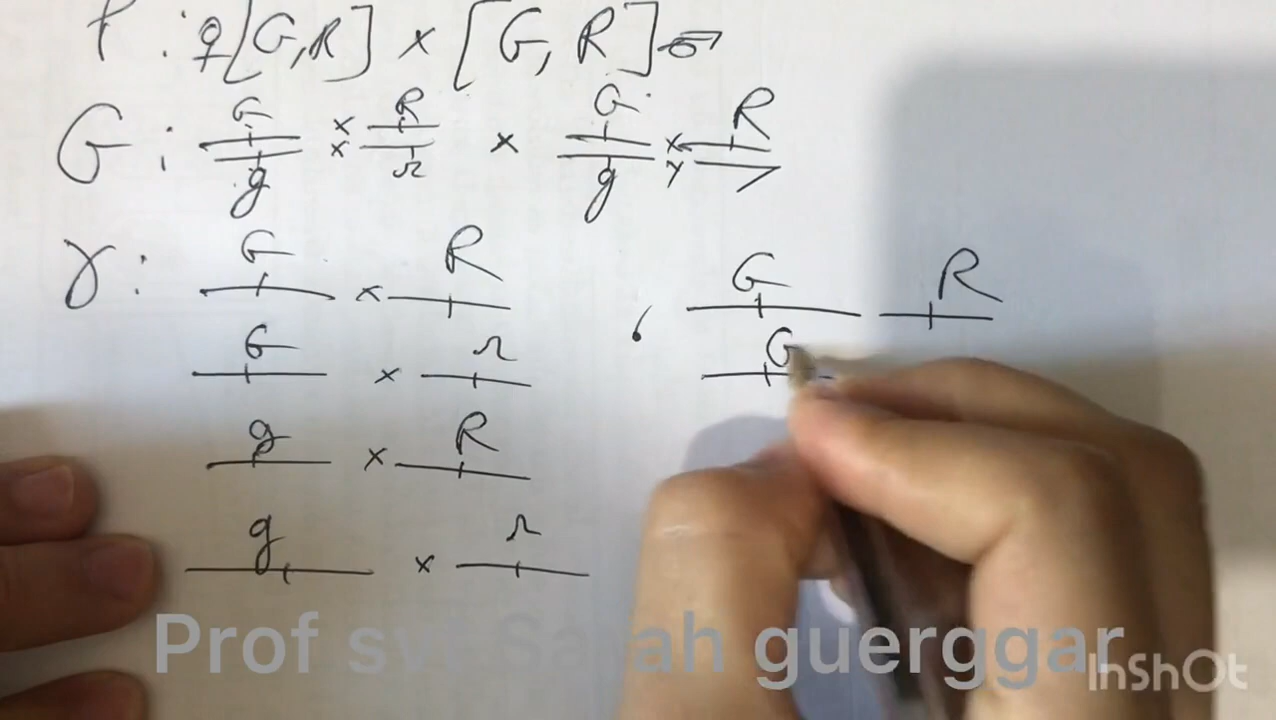 P : ♀[G,R] × [G, R]♂
G : G R × G R
g r g
γ : G × R , G R
G × r G
g × R
g × r
Prof svt Sarah guerggar
InShOt